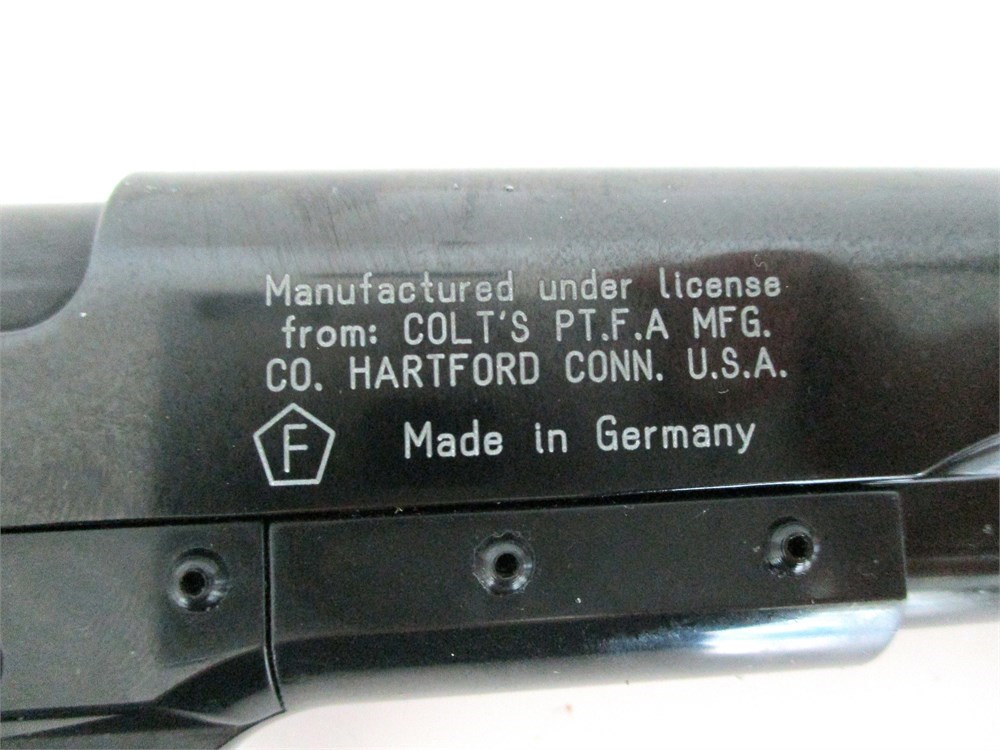 Manufactured under license
from: COLT'S PT.F.A MFG.
CO. HARTFORD CONN. U.S.A.
F Made in Germany